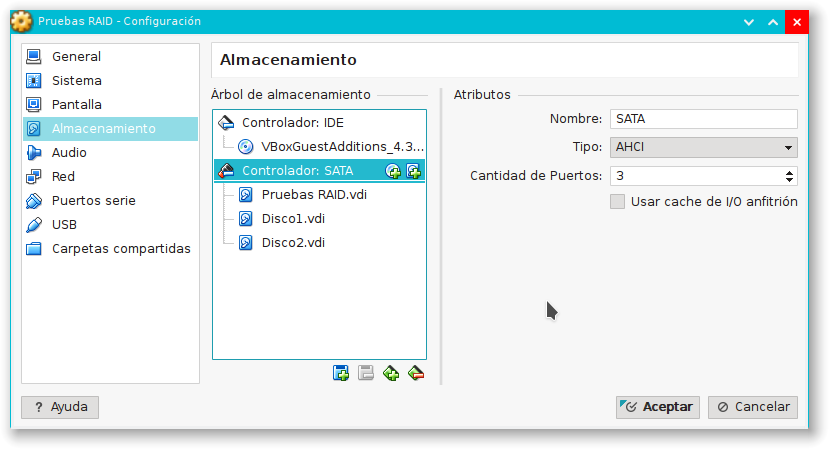 Pruebas RAID - Configuración
General
Sistema
Pantalla
Almacenamiento
Audio
Red
Puertos serie
USB
Carpetas compartidas
Almacenamiento
Árbol de almacenamiento
Controlador: IDE
VBoxGuestAdditions_4.3...
Controlador: SATA
Pruebas RAID.vdi
Disco1.vdi
Disco2.vdi
Atributos
Nombre: SATA
Tipo: AHCI
Cantidad de Puertos: 3
Usar cache de I/O anfitrión
? Ayuda
Aceptar
Cancelar